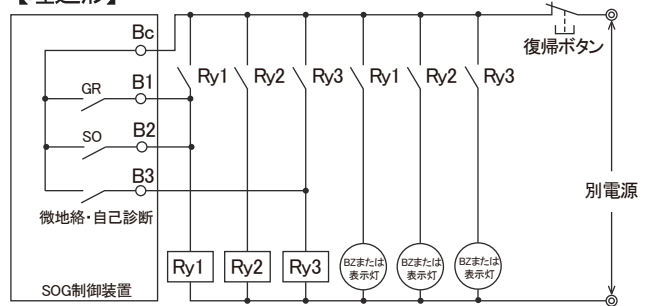 Bc
復帰ボタン
Ry1 Ry2 Ry3 Ry1 Ry2 Ry3
GR B1
SO B2
B3
微地絡・自己診断
別電源
Ry1 Ry2 Ry3
BZまたは
表示灯
BZまたは
表示灯
BZまたは
表示灯
SOG制御装置